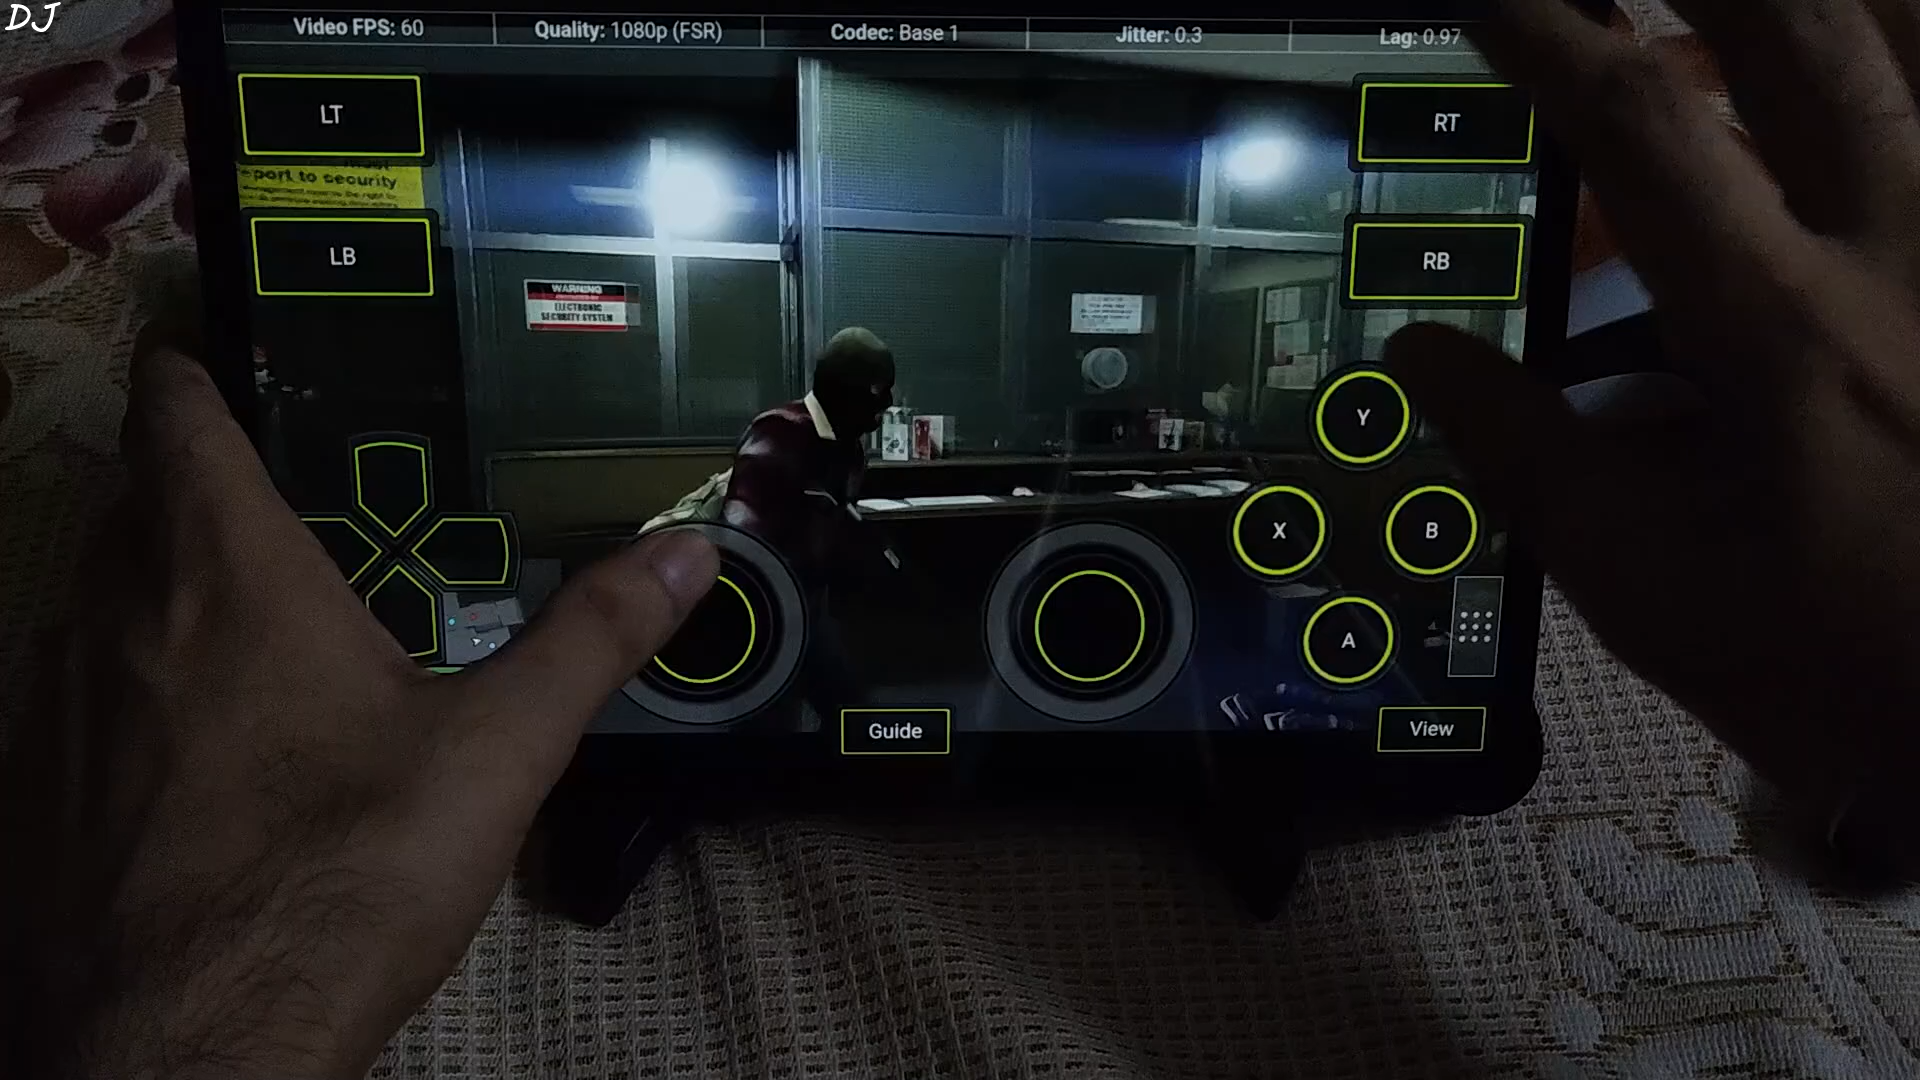 DJ
Video FPS: 60
Quality: 1080p (FSR)
Codec: Base 1
Jitter: 0.3
Lag: 0.97
LT
RT
port to security
LB
RB
WARNING
ELECTRONIC
SECURITY SYSTEM
Y
X
B
A
Guide
View